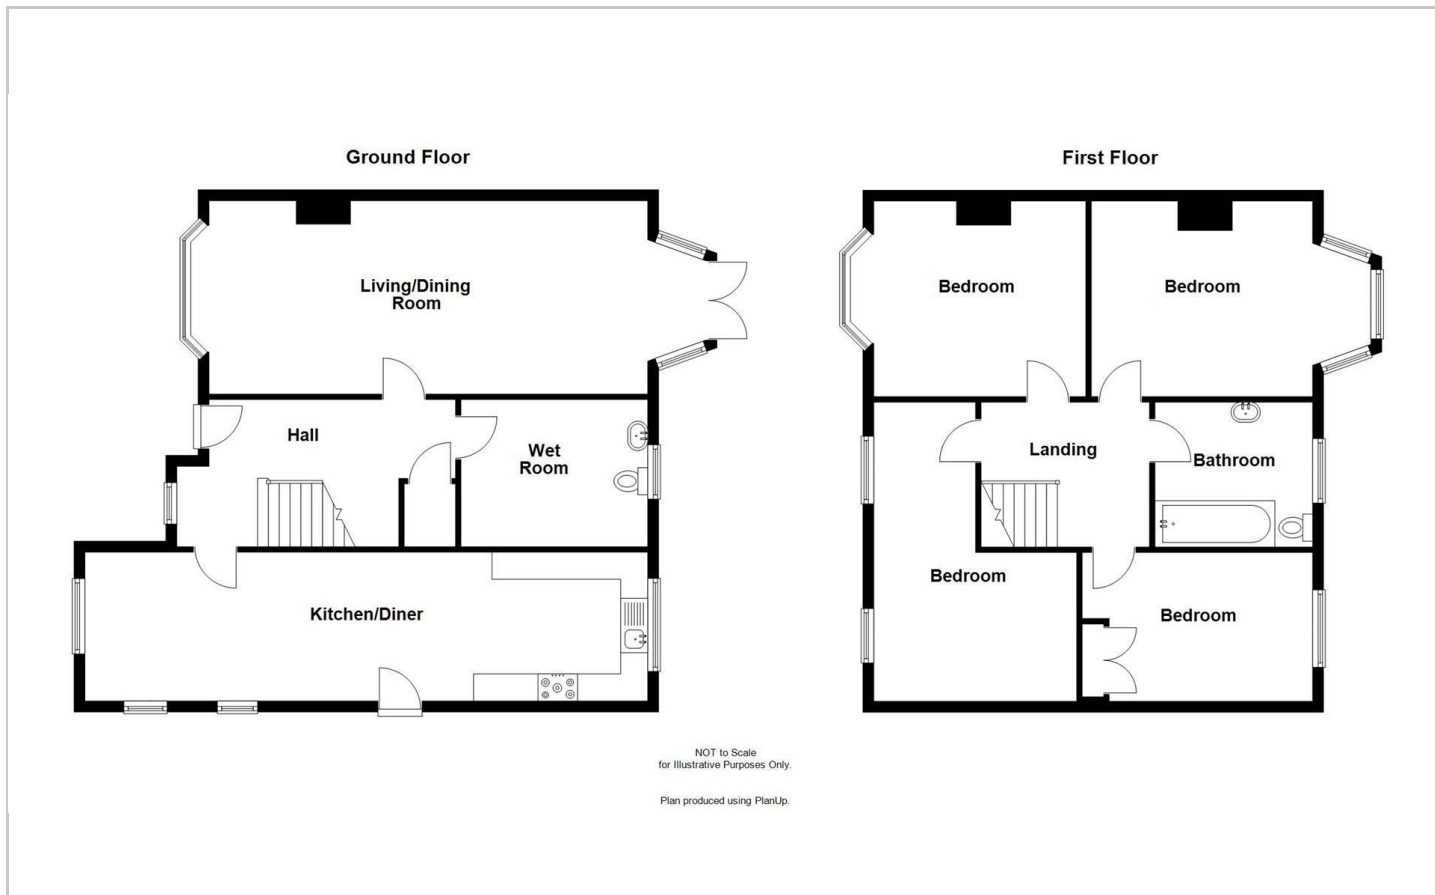 Ground Floor
Living/Dining
Room
Hall
Wet
Room
Kitchen/Diner
First Floor
Bedroom
Bedroom
Landing
Bathroom
Bedroom
Bedroom
NOT to Scale
for Illustrative Purposes Only.
Plan produced using PlanUp.